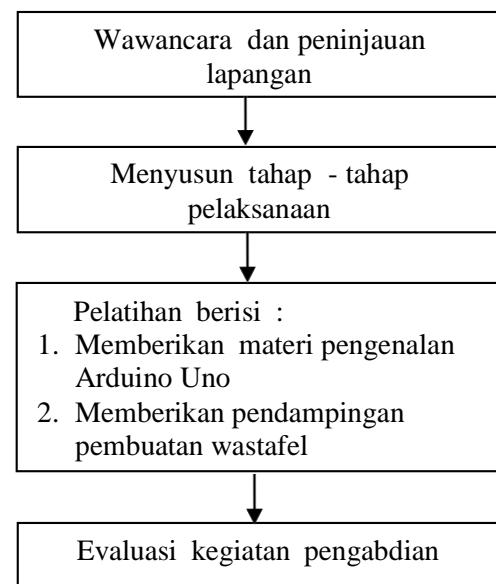 Wawancara dan peninjauan
lapangan
Menyusun tahap - tahap
pelaksanaan
Pelatihan berisi :
1. Memberikan materi pengenalan
Arduino Uno
2. Memberikan pendampingan
pembuatan wastafel
Evaluasi kegiatan pengabdian